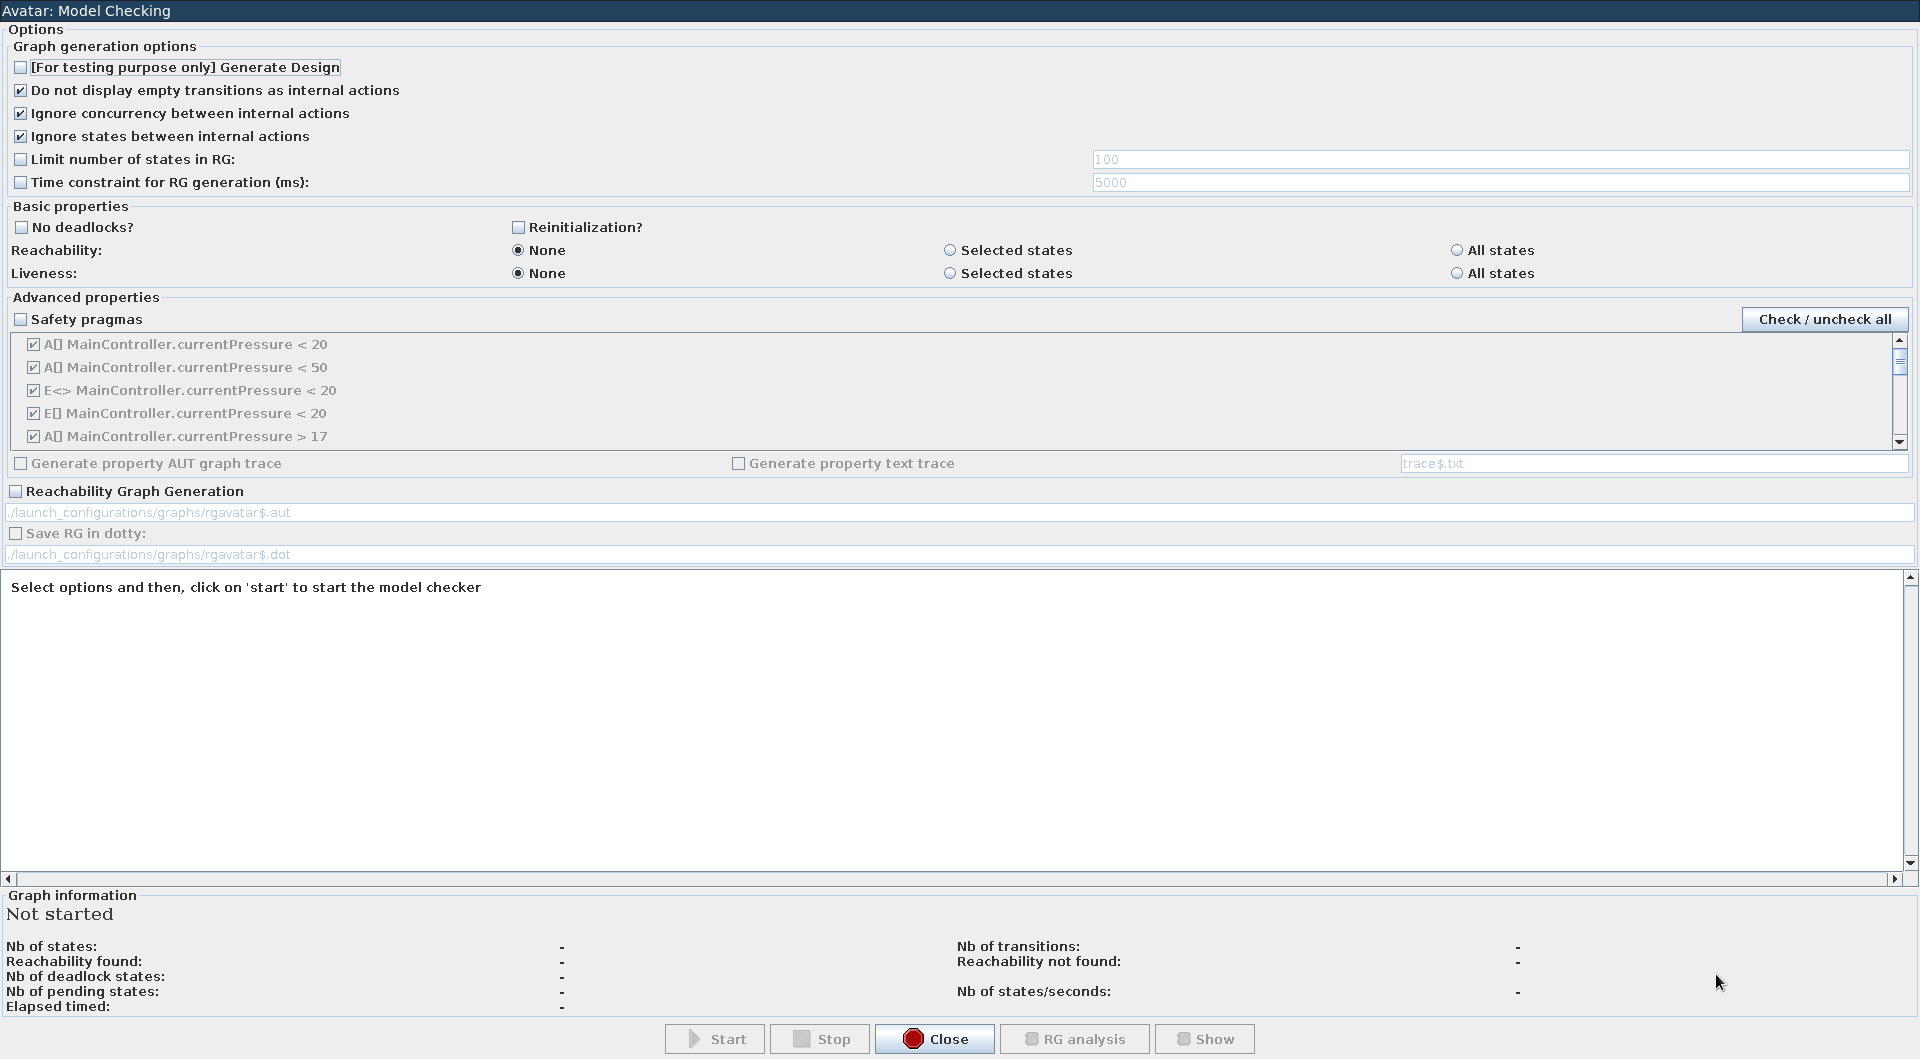 Avatar: Model Checking
Options
Graph generation options
[For testing purpose only] Generate Design
Do not display empty transitions as internal actions
Ignore concurrency between internal actions
Ignore states between internal actions
Limit number of states in RG: 100
Time constraint for RG generation (ms): 5000
Basic properties
No deadlocks? Reinitialization?
Reachability: None Selected states All states
Liveness: None Selected states All states
Advanced properties
Safety pragmas Check / uncheck all
A[] MainController.currentPressure < 20
A[] MainController.currentPressure < 50
E<> MainController.currentPressure < 20
E[] MainController.currentPressure < 20
A[] MainController.currentPressure > 17
Generate property AUT graph trace Generate property text trace trace$.txt
Reachability Graph Generation
./launch_configurations/graphs/rgavatar$.aut
Save RG in dotty:
./launch_configurations/graphs/rgavatar$.dot
Select options and then, click on 'start' to start the model checker
Graph information
Not started
Nb of states: - Nb of transitions: -
Reachability found: - Reachability not found: -
Nb of deadlock states: -
Nb of pending states: - Nb of states/seconds: -
Elapsed timed: -
Start Stop Close RG analysis Show